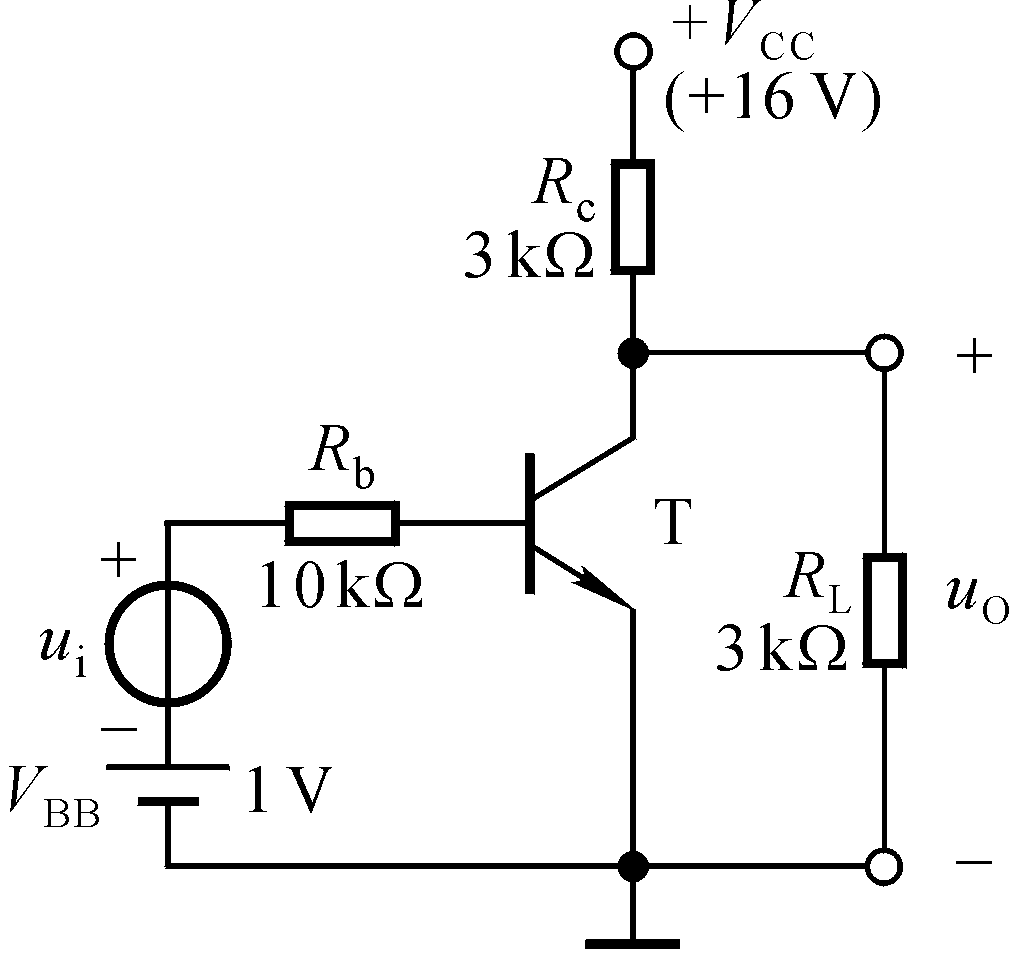 +V_CC
(+16 V)
R_c
3 kΩ
+
R_b
T
+
10 kΩ
R_L
u_O
u_i
3 kΩ
−
V_BB
1 V
−